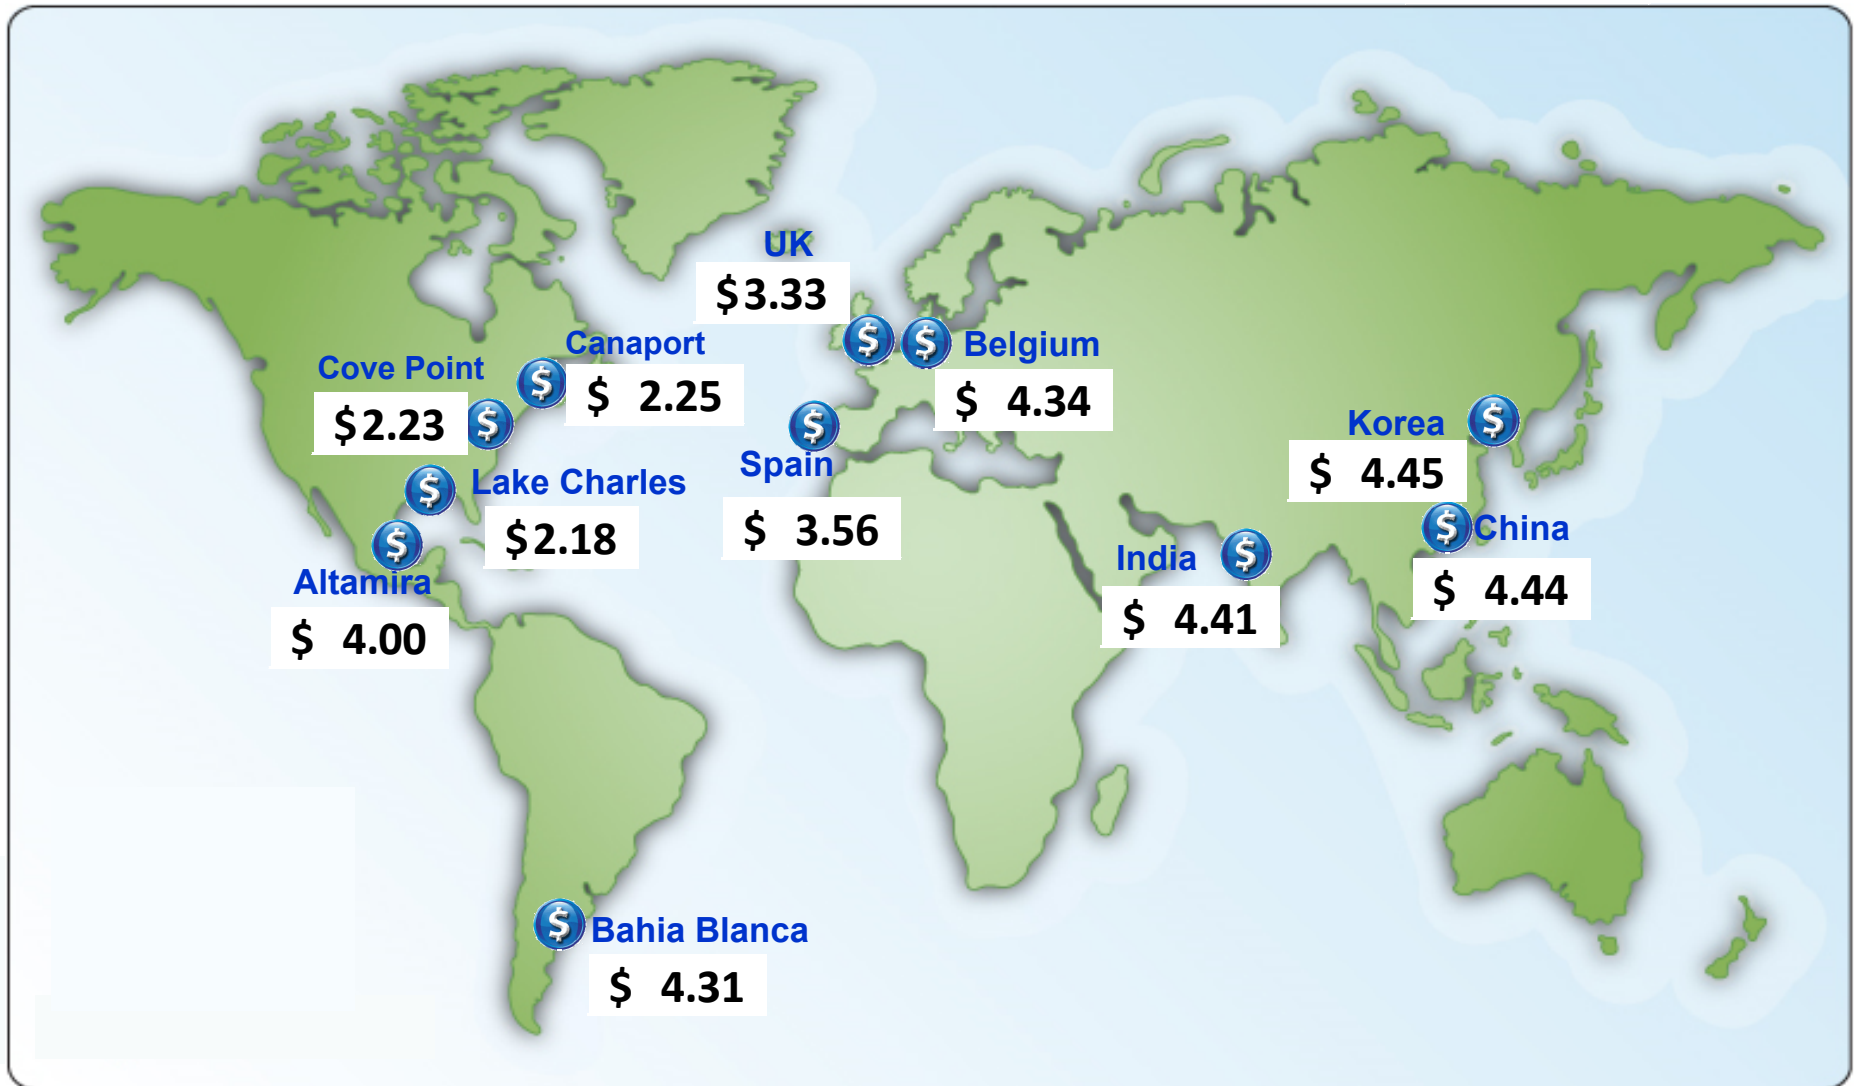 UK
$3.33
Canaport
$ 2.25
Cove Point
$2.23
Belgium
$ 4.34
Spain
$ 3.56
Lake Charles
$2.18
Altamira
$ 4.00
Korea
$ 4.45
China
$ 4.44
India
$ 4.41
Bahia Blanca
$ 4.31